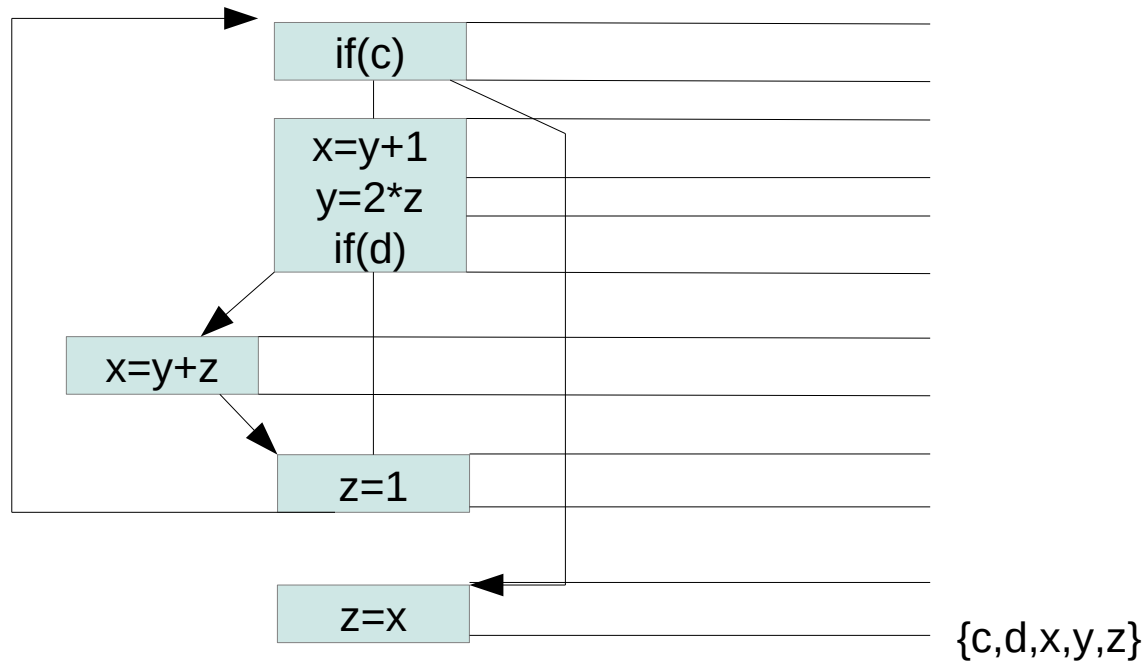 if(c)
x=y+1
y=2*z
if(d)
x=y+z
z=1
z=x
{c,d,x,y,z}